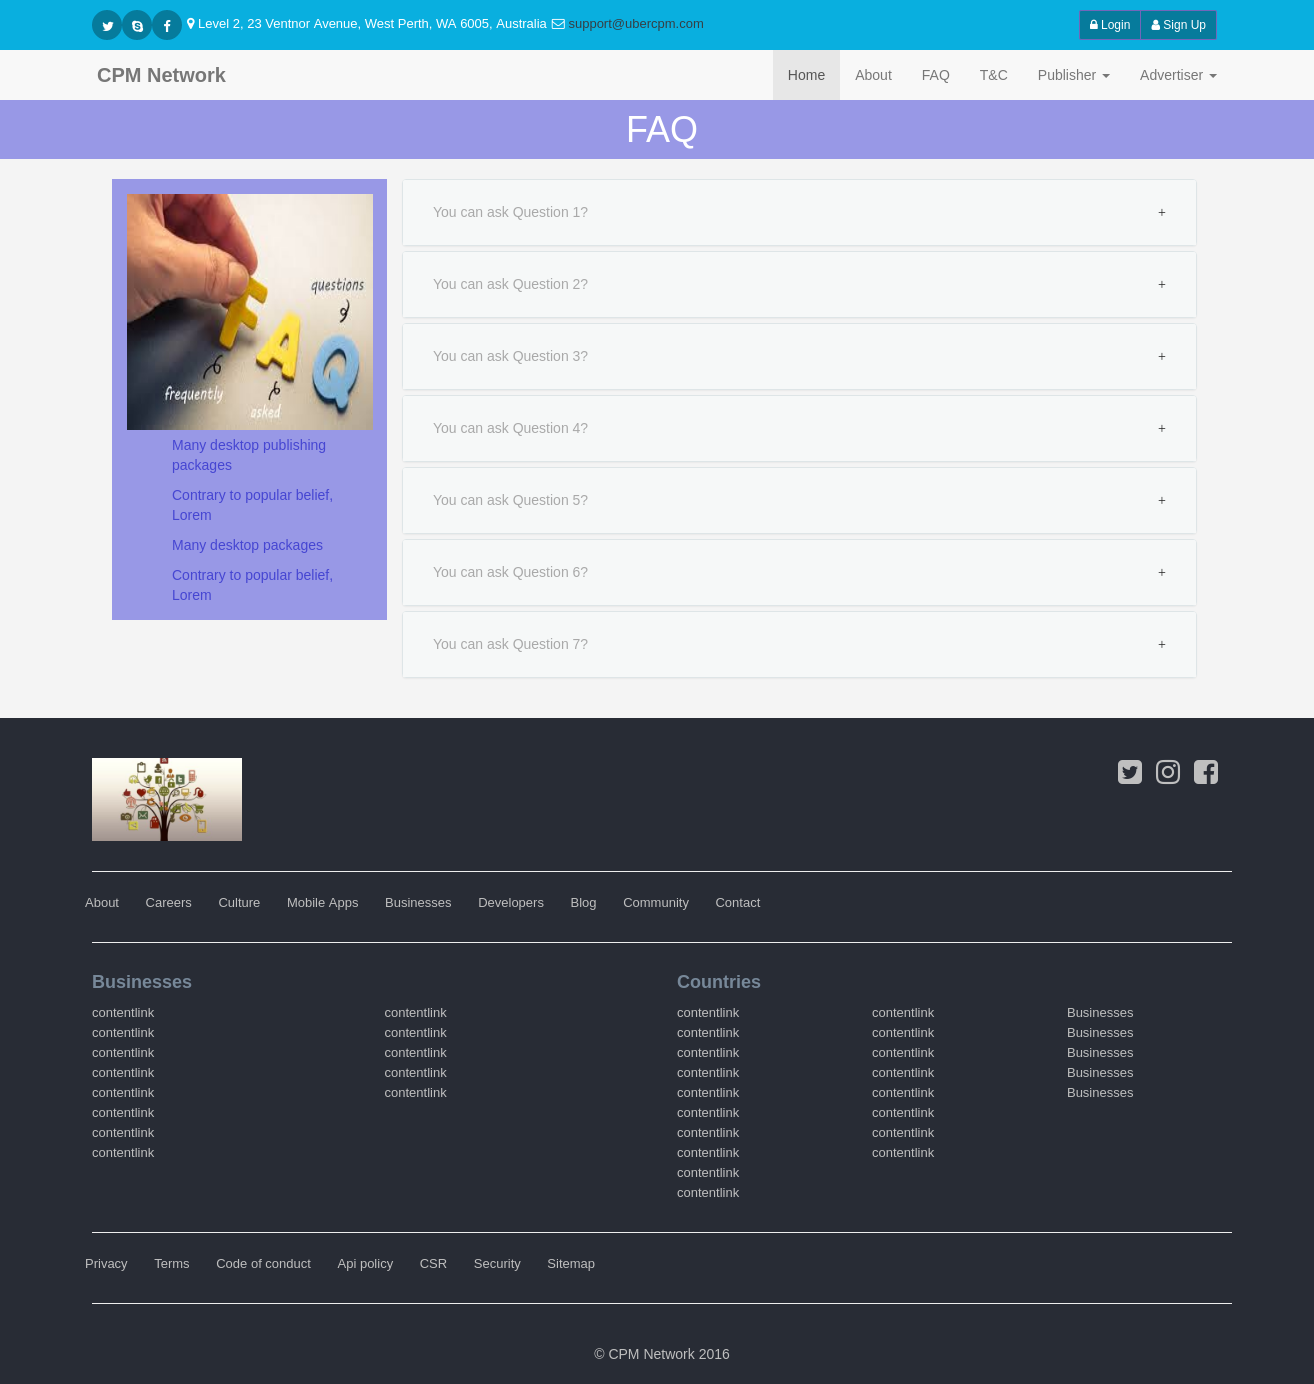 Level 2, 23 Ventnor Avenue, West Perth, WA 6005, Australia support@ubercpm.com Login Sign Up
CPM Network Home About FAQ T&C Publisher Advertiser
FAQ
questions
frequently
asked
FAQ
Many desktop publishing
packages
Contrary to popular belief,
Lorem
Many desktop packages
Contrary to popular belief,
Lorem
You can ask Question 1? +
You can ask Question 2? +
You can ask Question 3? +
You can ask Question 4? +
You can ask Question 5? +
You can ask Question 6? +
You can ask Question 7? +
About Careers Culture Mobile Apps Businesses Developers Blog Community Contact
Businesses
contentlink contentlink
contentlink contentlink
contentlink contentlink
contentlink contentlink
contentlink contentlink
contentlink
contentlink
contentlink
Countries
contentlink contentlink Businesses
contentlink contentlink Businesses
contentlink contentlink Businesses
contentlink contentlink Businesses
contentlink contentlink Businesses
contentlink contentlink
contentlink contentlink
contentlink contentlink
contentlink
contentlink
Privacy Terms Code of conduct Api policy CSR Security Sitemap
© CPM Network 2016